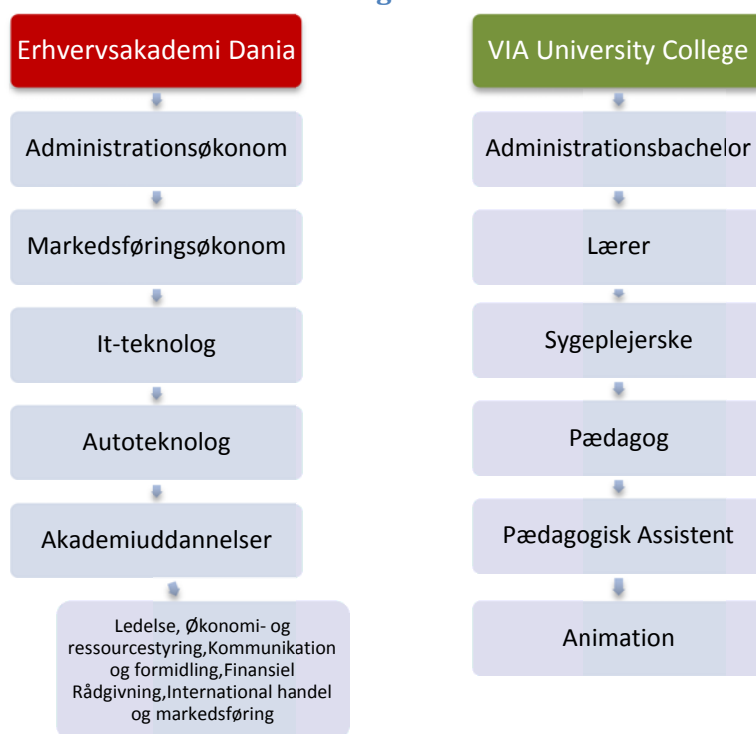 Erhvervsakademi Dania
Administrationsøkonom
Markedsføringsøkonom
It-teknolog
Autoteknolog
Akademiuddannelser
Ledelse, Økonomi- og
ressourcestyring,Kommunikation
og formidling,Finansiel
Rådgivning,International handel
og markedsføring
VIA University College
Administrationsbachelor
Lærer
Sygeplejerske
Pædagog
Pædagogisk Assistent
Animation